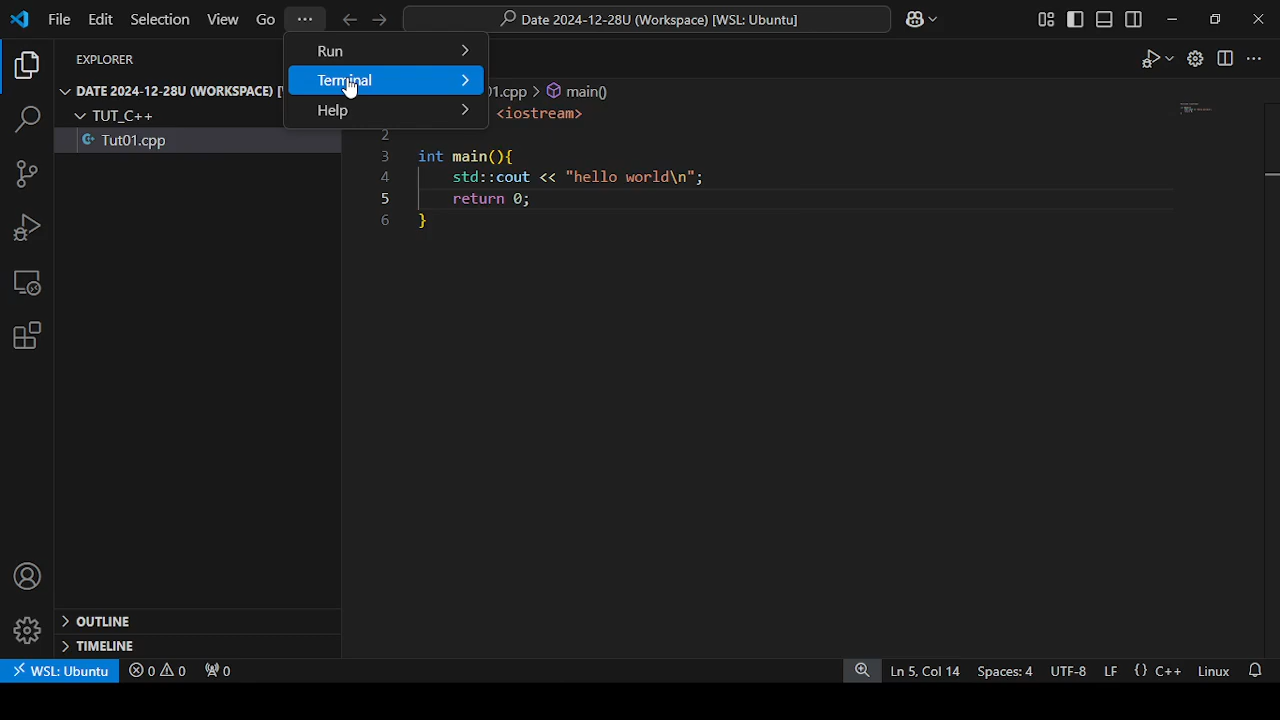 File Edit Selection View Go ··· Date 2024-12-28U (Workspace) [WSL: Ubuntu]
Run
Terminal
Help
EXPLORER
DATE 2024-12-28U (WORKSPACE) [
TUT_C++
Tut01.cpp
1.cpp > main()
<iostream>
2
3 int main(){
4 std::cout << "hello world\n";
5 return 0;
6 }
OUTLINE
TIMELINE
WSL: Ubuntu 0 0 0 Ln 5, Col 14 Spaces: 4 UTF-8 LF {} C++ Linux